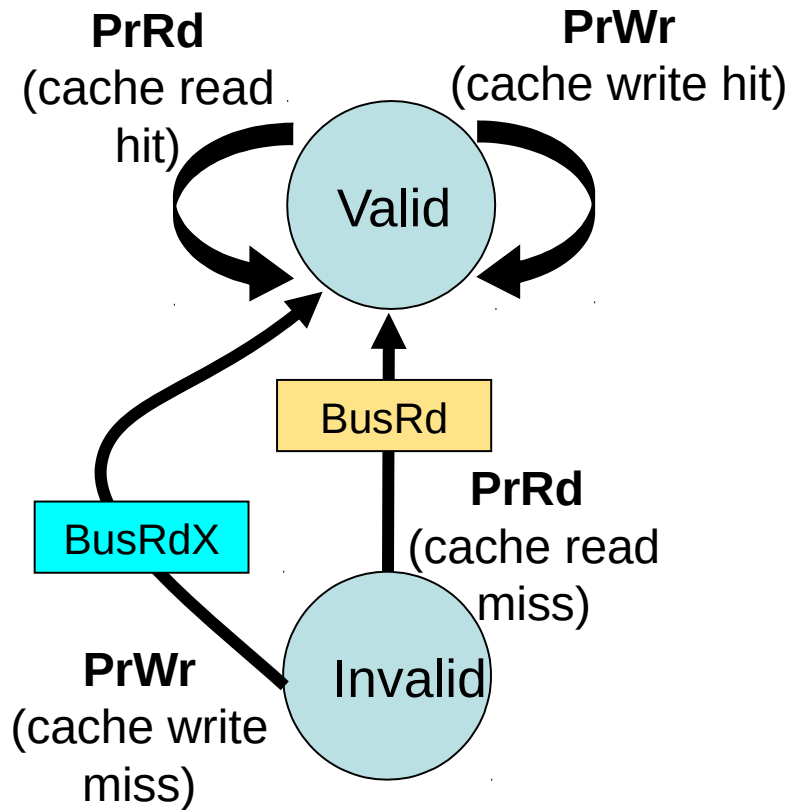 PrRd
(cache read
hit)
PrWr
(cache write hit)
Valid
BusRd
PrRd
(cache read
miss)
BusRdX
Invalid
PrWr
(cache write
miss)